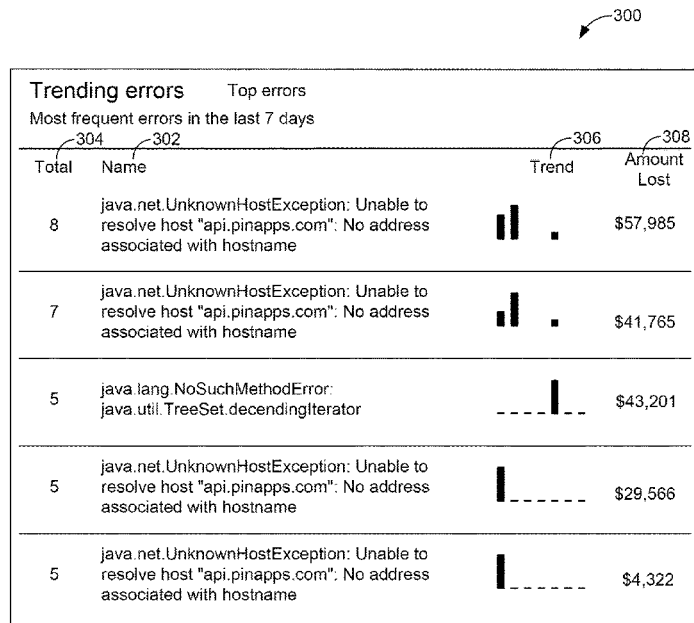 300
Trending errors Top errors
Most frequent errors in the last 7 days
304 302 306 308
Total Name Trend Amount
Lost
java.net.UnknownHostException: Unable to
8 resolve host "api.pinapps.com": No address $57,985
associated with hostname
java.net.UnknownHostException: Unable to
7 resolve host "api.pinapps.com": No address $41,765
associated with hostname
java.lang.NoSuchMethodError:
5 java.util.TreeSet.decendingIterator $43,201
java.net.UnknownHostException: Unable to
5 resolve host "api.pinapps.com": No address $29,566
associated with hostname
java.net.UnknownHostException: Unable to
5 resolve host "api.pinapps.com": No address $4,322
associated with hostname